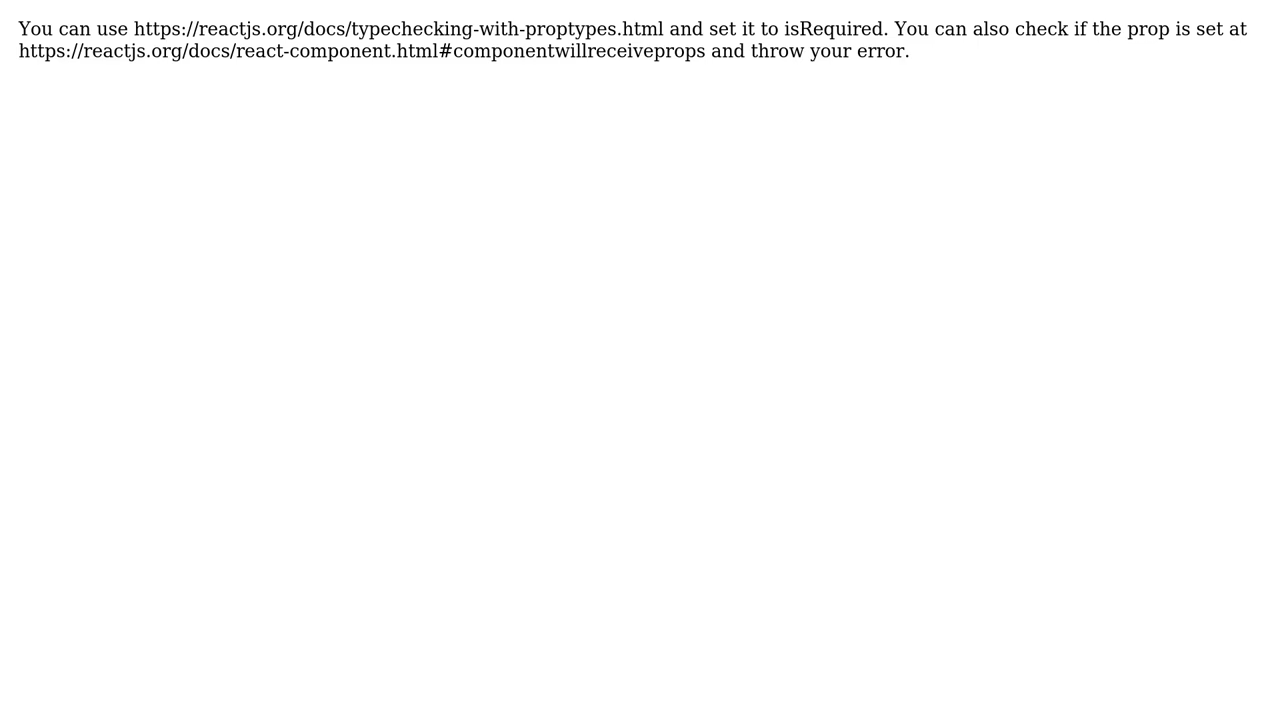 You can use https://reactjs.org/docs/typechecking-with-proptypes.html and set it to isRequired. You can also check if the prop is set at
https://reactjs.org/docs/react-component.html#componentwillreceiveprops and throw your error.